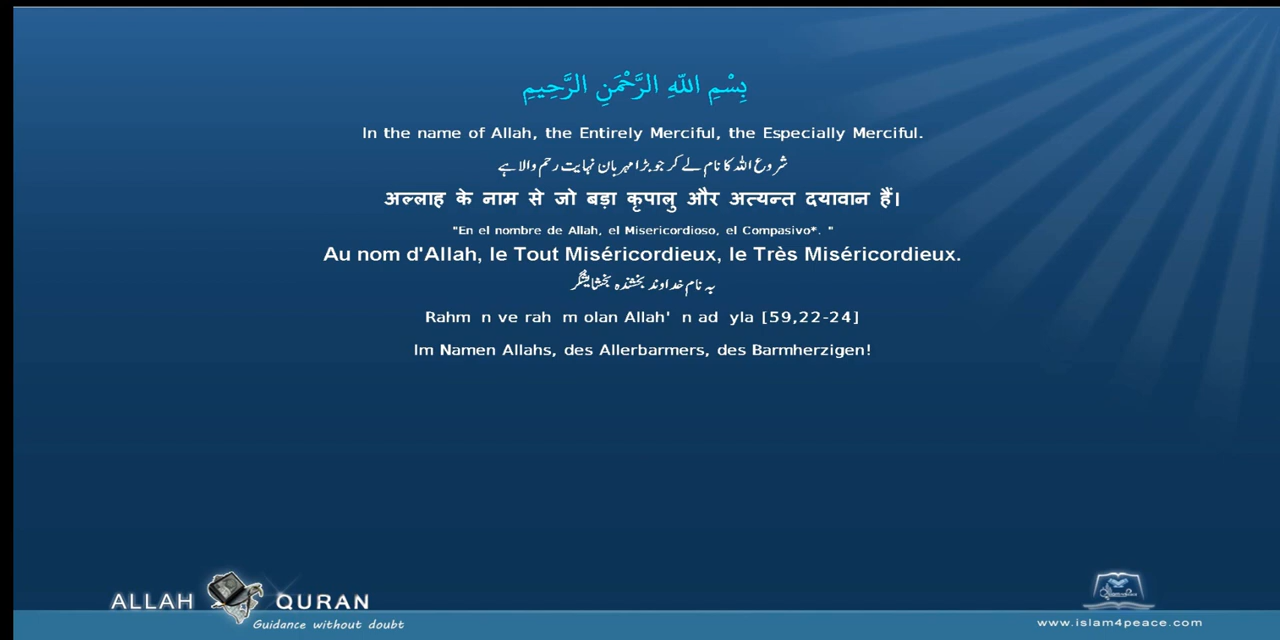 بِسْمِ اللَّهِ الرَّحْمَٰنِ الرَّحِيمِ
In the name of Allah, the Entirely Merciful, the Especially Merciful.
شروع اللہ کا نام لے کر جو بڑا مہربان نہایت رحم والا ہے
अल्लाह के नाम से जो बड़ा कृपालु और अत्यन्त दयावान हैं।
"En el nombre de Allah, el Misericordioso, el Compasivo*. "
Au nom d'Allah, le Tout Miséricordieux, le Très Miséricordieux.
به نام خداوند بخشنده بخشایشگر
Rahm n ve rah m olan Allah' n ad yla [59,22-24]
Im Namen Allahs, des Allerbarmers, des Barmherzigen!
ALLAH QURAN
Guidance without doubt
www.islam4peace.com